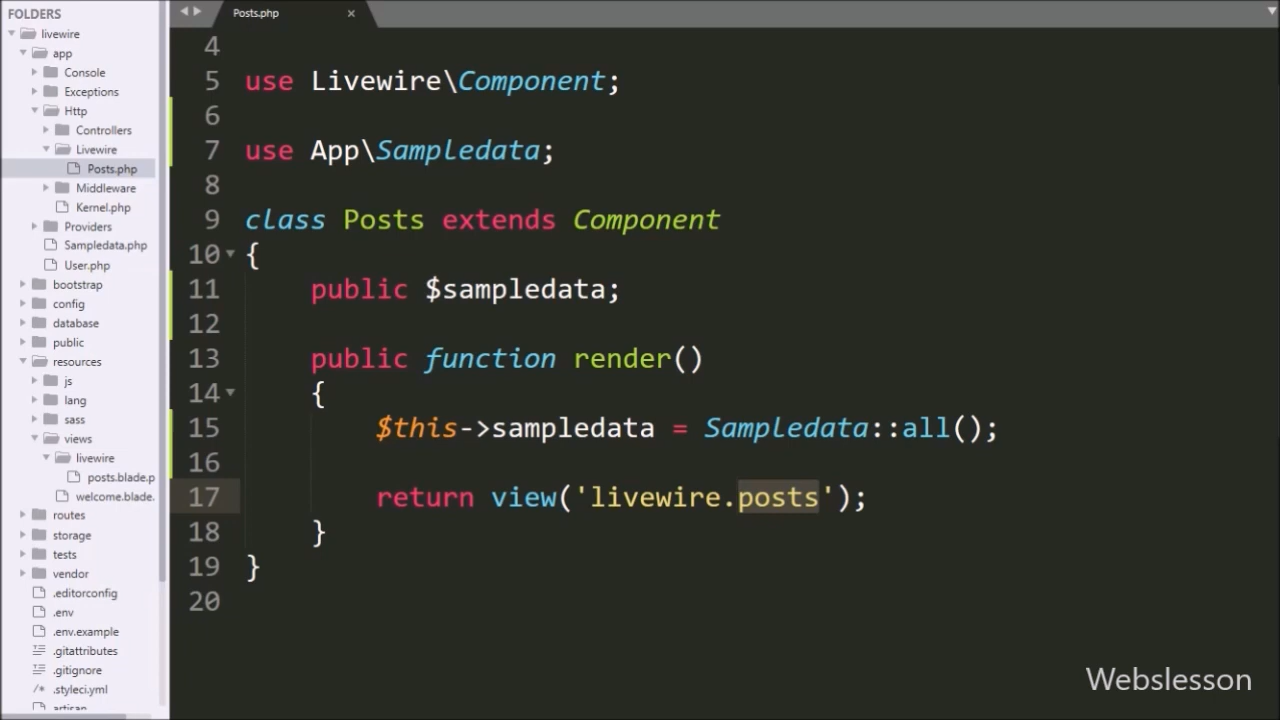 FOLDERS
livewire
app
Console
Exceptions
Http
Controllers
Livewire
Posts.php
Middleware
Kernel.php
Providers
Sampledata.php
User.php
bootstrap
config
database
public
resources
js
lang
sass
views
livewire
posts.blade.p
welcome.blade.
routes
storage
tests
vendor
.editorconfig
.env
.env.example
.gitattributes
.gitignore
.styleci.yml
artisan
Posts.php
4
5 use Livewire\Component;
6
7 use App\Sampledata;
8
9 class Posts extends Component
10 {
11 public $sampledata;
12
13 public function render()
14 {
15 $this->sampledata = Sampledata::all();
16
17 return view('livewire.posts');
18 }
19 }
20
Webslesson